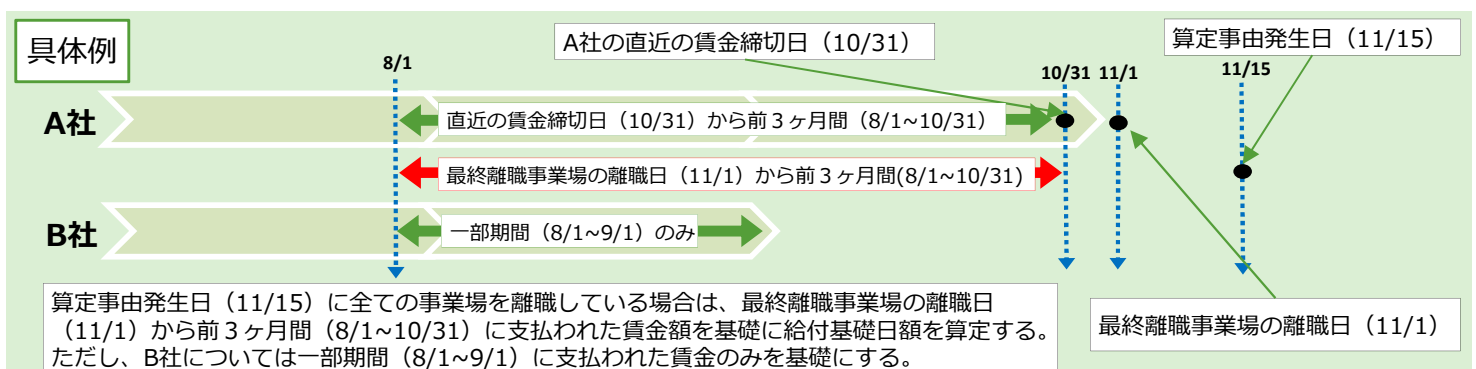 具体例
A社の直近の賃金締切日（10/31）
算定事由発生日（11/15）
8/1
10/31
11/1
11/15
A社
直近の賃金締切日（10/31）から前３ヶ月間（8/1~10/31）
最終離職事業場の離職日（11/1）から前３ヶ月間(8/1~10/31)
B社
一部期間（8/1~9/1）のみ
算定事由発生日（11/15）に全ての事業場を離職している場合は、最終離職事業場の離職日
（11/1）から前３ヶ月間（8/1~10/31）に支払われた賃金額を基礎に給付基礎日額を算定する。
ただし、B社については一部期間（8/1~9/1）に支払われた賃金のみを基礎にする。
最終離職事業場の離職日（11/1）